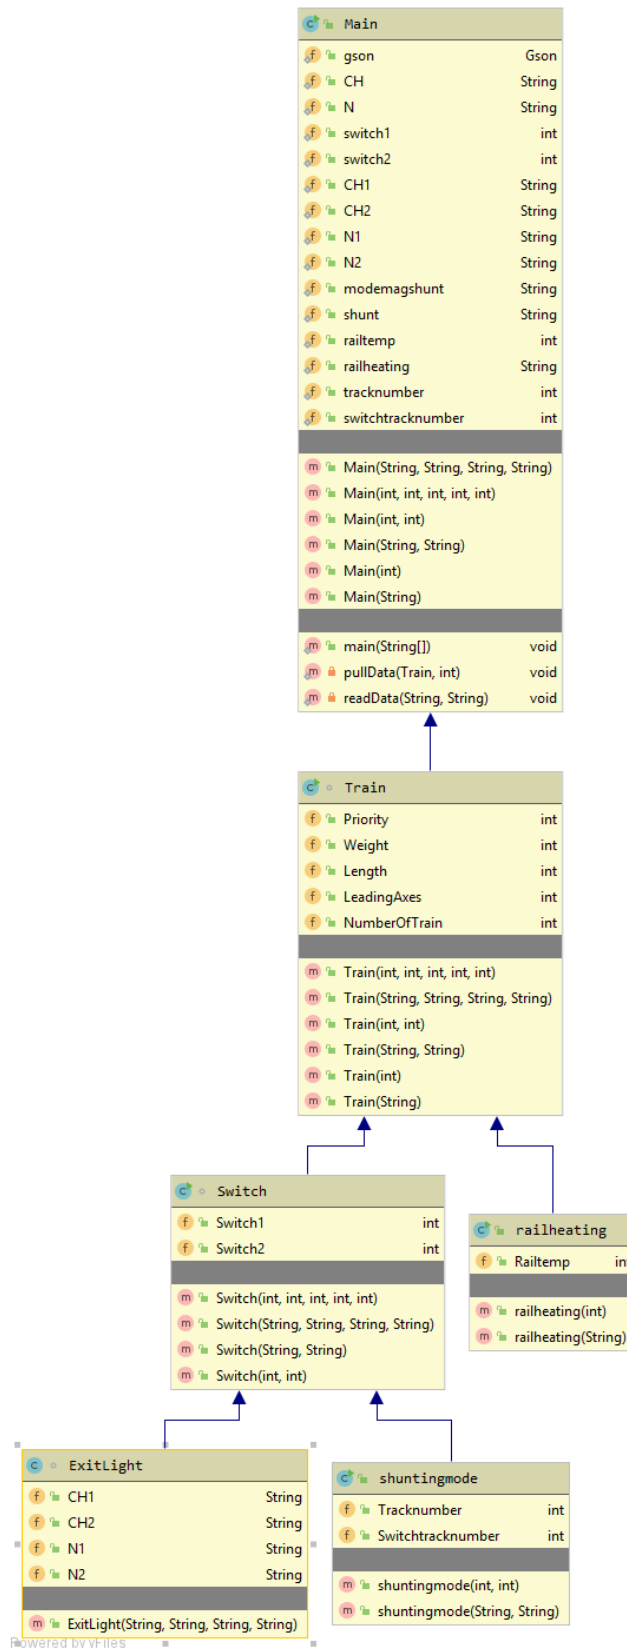 Main
gson Gson
CH String
N String
switch1 int
switch2 int
CH1 String
CH2 String
N1 String
N2 String
modemagshunt String
shunt String
railtemp int
railheating String
tracknumber int
switchtracknumber int
Main(String, String, String, String)
Main(int, int, int, int, int)
Main(int, int)
Main(String, String)
Main(int)
Main(String)
main(String[]) void
pullData(Train, int) void
readData(String, String) void
Train
Priority int
Weight int
Length int
LeadingAxes int
NumberOfTrain int
Train(int, int, int, int, int)
Train(String, String, String, String)
Train(int, int)
Train(String, String)
Train(int)
Train(String)
Switch
Switch1 int
Switch2 int
Switch(int, int, int, int, int)
Switch(String, String, String, String)
Switch(String, String)
Switch(int, int)
railheating
Railtemp int
railheating(int)
railheating(String)
ExitLight
CH1 String
CH2 String
N1 String
N2 String
ExitLight(String, String, String, String)
shuntingmode
Tracknumber int
Switchtracknumber int
shuntingmode(int, int)
shuntingmode(String, String)
Powered by yFiles